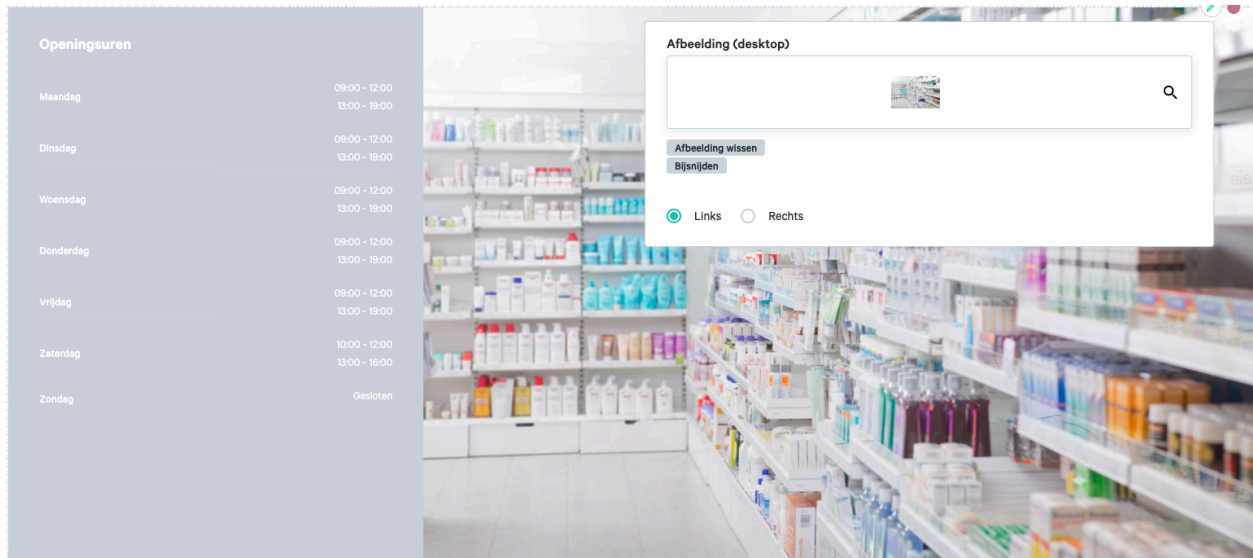 Openingsuren
Maandag
09:00 - 12:00
13:00 - 19:00
Dinsdag
09:00 - 12:00
13:00 - 19:00
Woensdag
09:00 - 12:00
13:00 - 19:00
Donderdag
09:00 - 12:00
13:00 - 19:00
Vrijdag
09:00 - 12:00
13:00 - 19:00
Zaterdag
10:00 - 12:00
13:00 - 16:00
Zondag
Gesloten
Afbeelding (desktop)
Afbeelding wissen
Bijsnijden
Links
Rechts